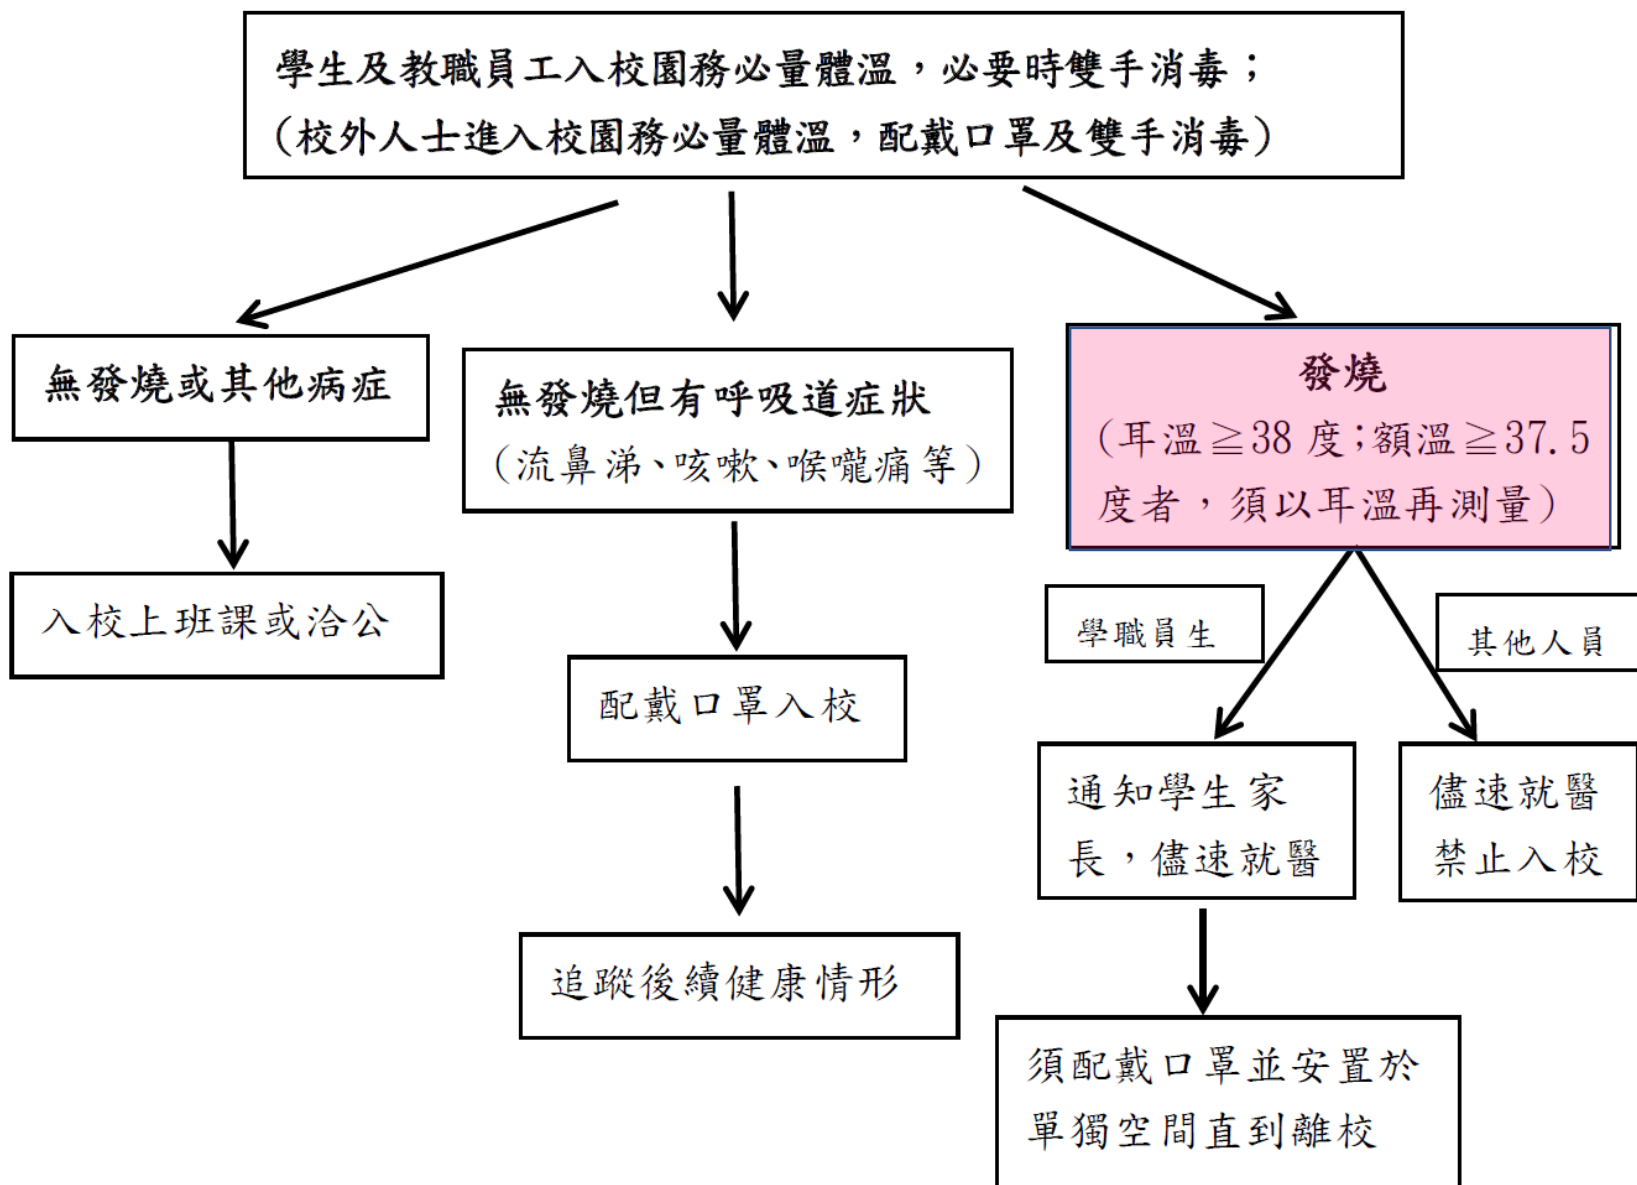 學生及教職員工入校園務必量體溫，必要時雙手消毒；
（校外人士進入校園務必量體溫，配戴口罩及雙手消毒）
無發燒或其他病症
入校上班課或洽公
無發燒但有呼吸道症狀
（流鼻涕、咳嗽、喉嚨痛等）
配戴口罩入校
追蹤後續健康情形
發燒
（耳溫≧38 度；額溫≧37.5
度者，須以耳溫再測量）
學職員生
其他人員
通知學生家
長，儘速就醫
儘速就醫
禁止入校
須配戴口罩並安置於
單獨空間直到離校